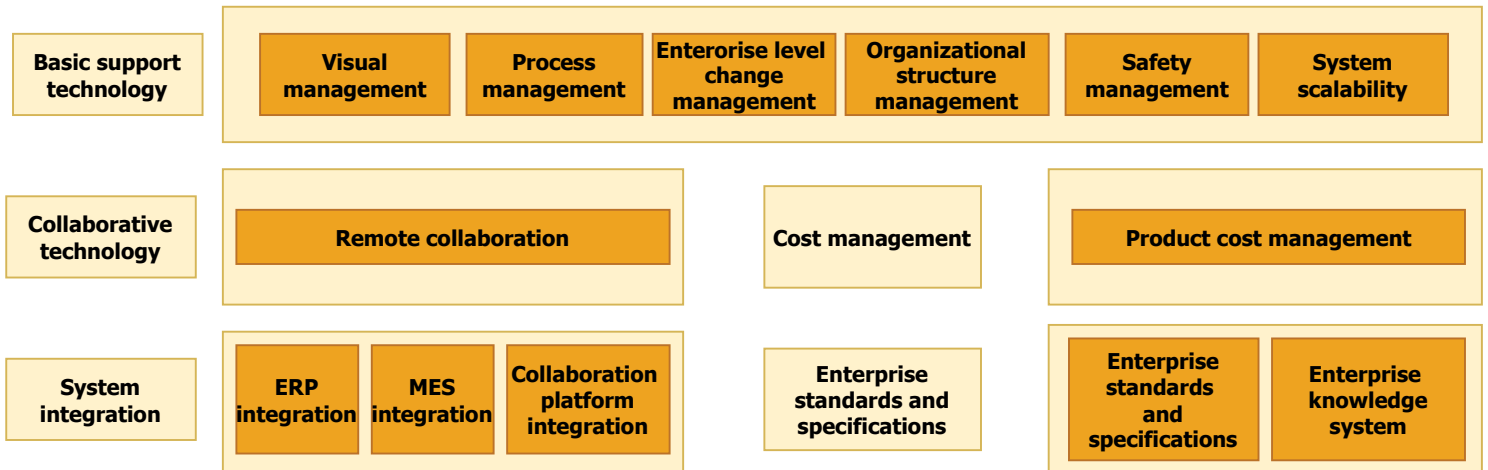 Basic support
technology
Visual
management
Process
management
Enterorise level
change
management
Organizational
structure
management
Safety
management
System
scalability
Collaborative
technology
Remote collaboration
Cost management
Product cost management
System
integration
ERP
integration
MES
integration
Collaboration
platform
integration
Enterprise
standards and
specifications
Enterprise
standards
and
specifications
Enterprise
knowledge
system